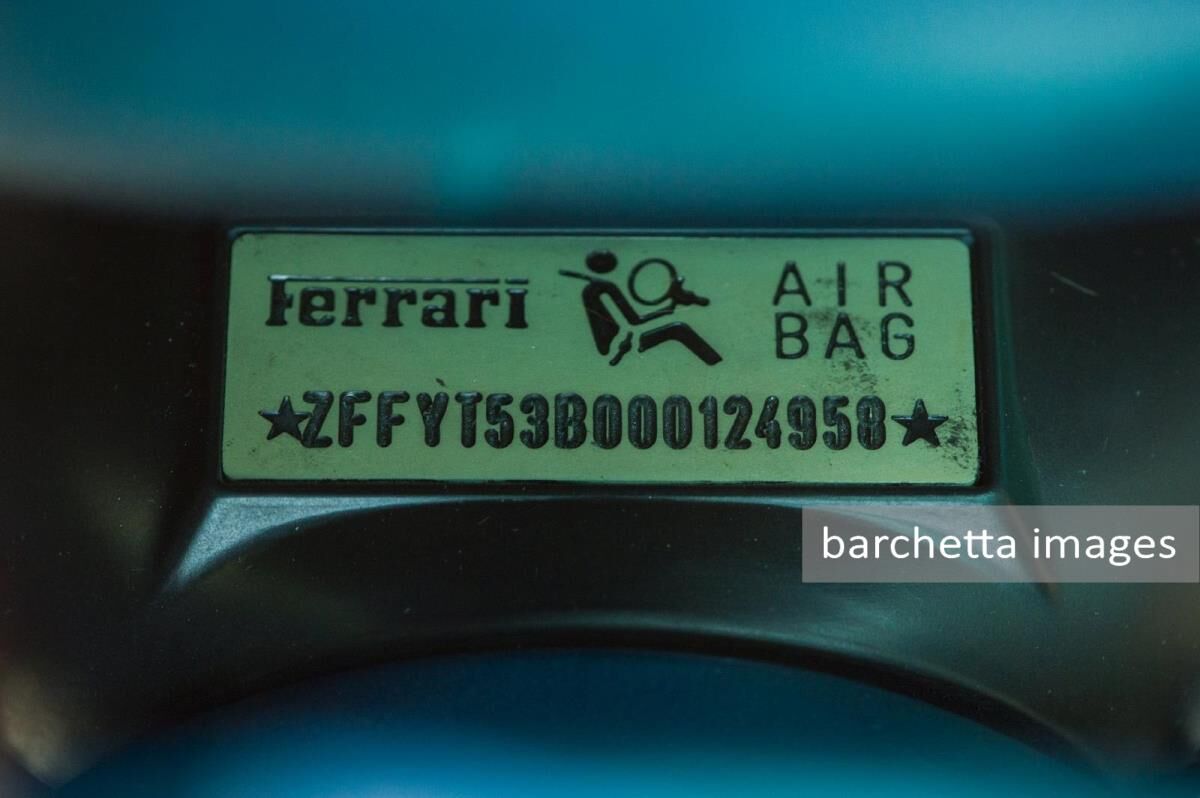 Ferrari
AIR
BAG
★ZFFYT53B000124958★
barchetta images